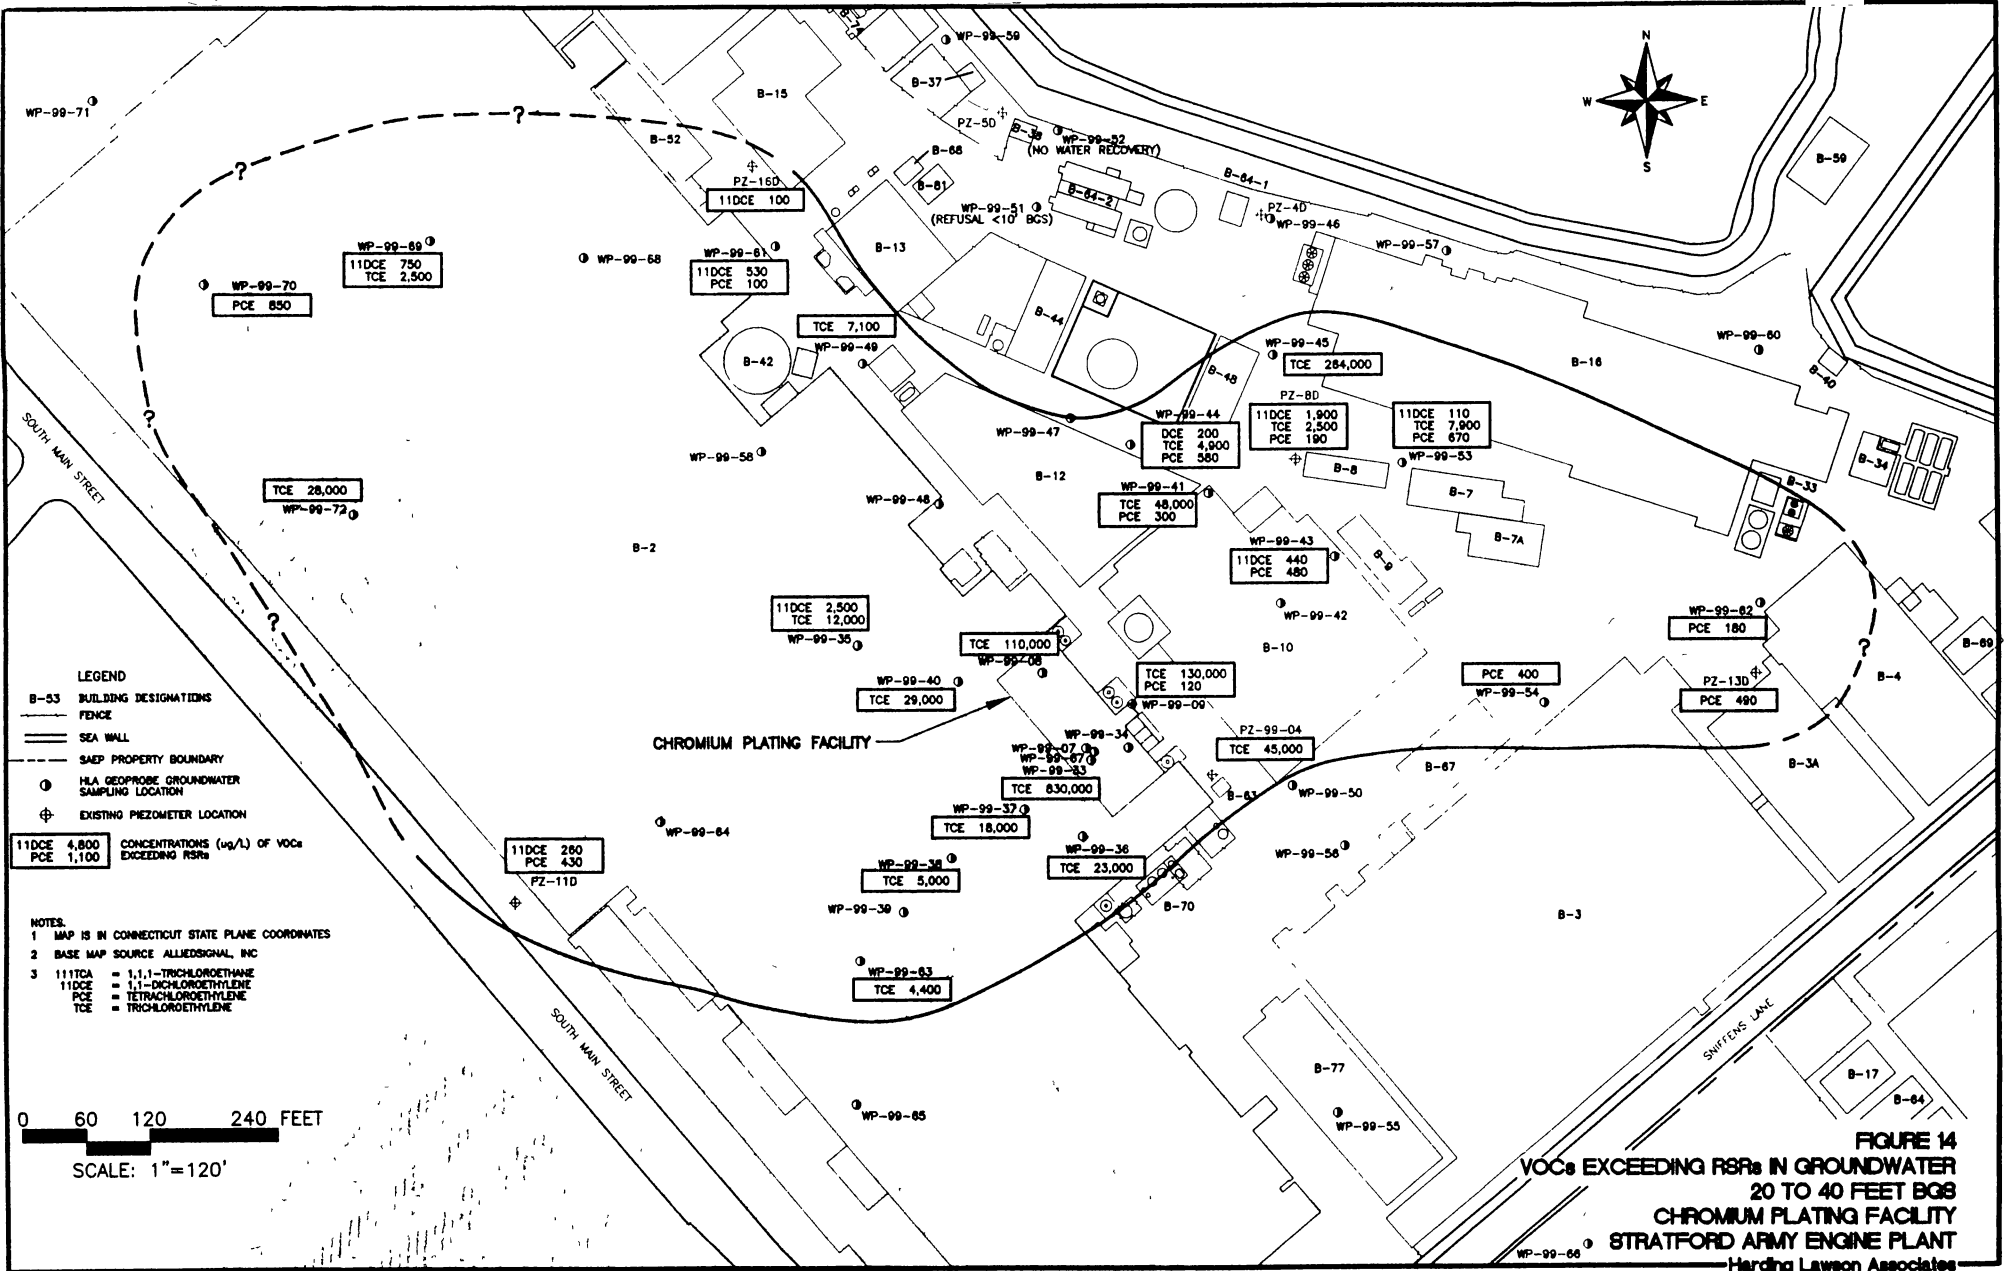 WP-99-59
B-37
B-15
WP-99-71
PZ-5D
B-38
WP-99-52
(NO WATER RECOVERY)
B-52
B-68
B-59
N
W
E
S
PZ-16D
11DCE 100
B-81
B-64-2
B-64-1
WP-99-51
(REFUSAL <10' BGS)
PZ-4D
WP-99-46
WP-99-57
WP-99-69
11DCE 750
TCE 2,500
WP-99-68
WP-99-61
11DCE 530
PCE 100
B-13
WP-99-70
PCE 850
TCE 7,100
WP-99-49
B-44
B-42
B-48
WP-99-45
TCE 264,000
B-16
WP-99-60
B-40
WP-99-47
WP-99-44
DCE 200
TCE 4,900
PCE 580
PZ-8D
11DCE 1,900
TCE 2,500
PCE 190
11DCE 110
TCE 7,900
PCE 670
WP-99-53
SOUTH MAIN STREET
WP-99-58
B-12
B-8
B-7
B-34
B-33
TCE 28,000
WP-99-72
WP-99-48
WP-99-41
TCE 48,000
PCE 300
B-2
WP-99-43
11DCE 440
PCE 480
B-9
B-7A
WP-99-42
11DCE 2,500
TCE 12,000
WP-99-35
TCE 110,000
WP-99-08
B-10
WP-99-62
PCE 180
B-69
WP-99-40
TCE 29,000
TCE 130,000
PCE 120
WP-99-09
PCE 400
WP-99-54
PZ-13D
PCE 490
B-4
CHROMIUM PLATING FACILITY
WP-99-34
WP-99-07
WP-99-67
WP-99-33
TCE 830,000
PZ-99-04
TCE 45,000
B-67
B-3A
B-63
WP-99-50
WP-99-64
WP-99-37
TCE 18,000
11DCE 260
PCE 430
PZ-11D
WP-99-38
TCE 5,000
WP-99-36
TCE 23,000
WP-99-56
WP-99-39
B-70
B-3
WP-99-63
TCE 4,400
SOUTH MAIN STREET
SNIFFENS LANE
B-77
B-17
B-64
WP-99-65
WP-99-55
WP-99-66
LEGEND
B-53 BUILDING DESIGNATIONS
FENCE
SEA WALL
SAEP PROPERTY BOUNDARY
HLA GEOPROBE GROUNDWATER
SAMPLING LOCATION
EXISTING PIEZOMETER LOCATION
11DCE 4,800
PCE 1,100
CONCENTRATIONS (ug/L) OF VOCs
EXCEEDING RSRs
NOTES.
1 MAP IS IN CONNECTICUT STATE PLANE COORDINATES
2 BASE MAP SOURCE ALLIEDSIGNAL, INC
3 111TCA = 1,1,1-TRICHLOROETHANE
11DCE = 1,1-DICHLOROETHYLENE
PCE = TETRACHLOROETHYLENE
TCE = TRICHLOROETHYLENE
0 60 120 240 FEET
SCALE: 1"=120'
FIGURE 14
VOCs EXCEEDING RSRs IN GROUNDWATER
20 TO 40 FEET BGS
CHROMIUM PLATING FACILITY
STRATFORD ARMY ENGINE PLANT
Harding Lawson Associates